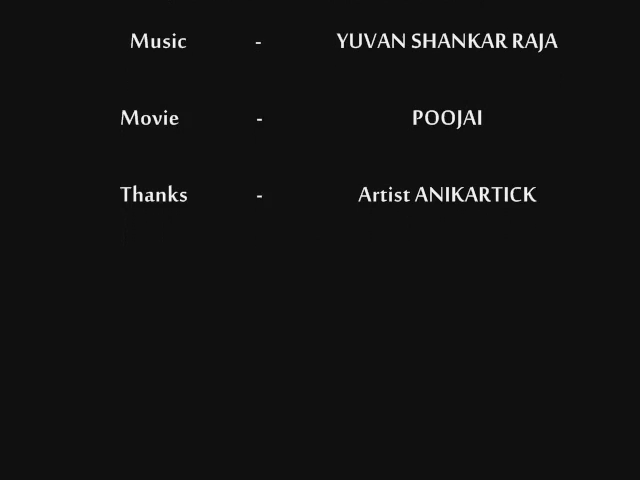 Music - YUVAN SHANKAR RAJA
Movie - POOJAI
Thanks - Artist ANIKARTICK